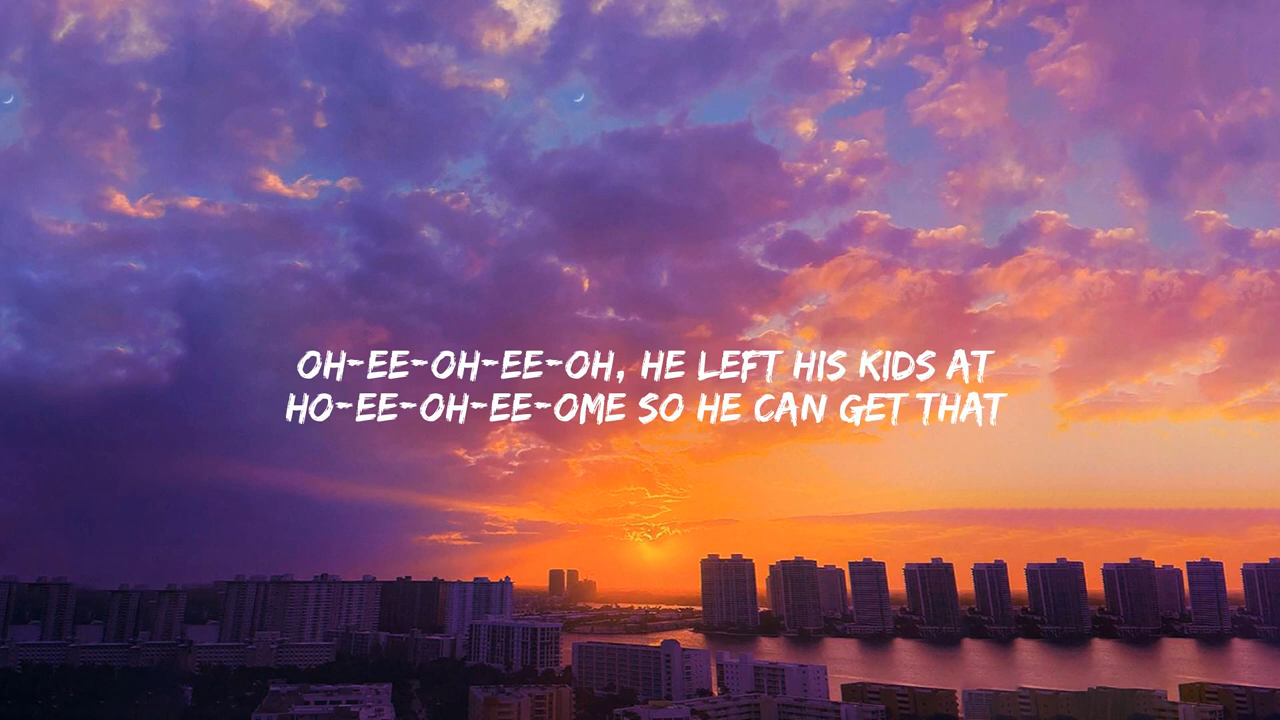 OH-EE-OH-EE-OH, HE LEFT HIS KIDS AT
HO-EE-OH-EE-OME SO HE CAN GET THAT